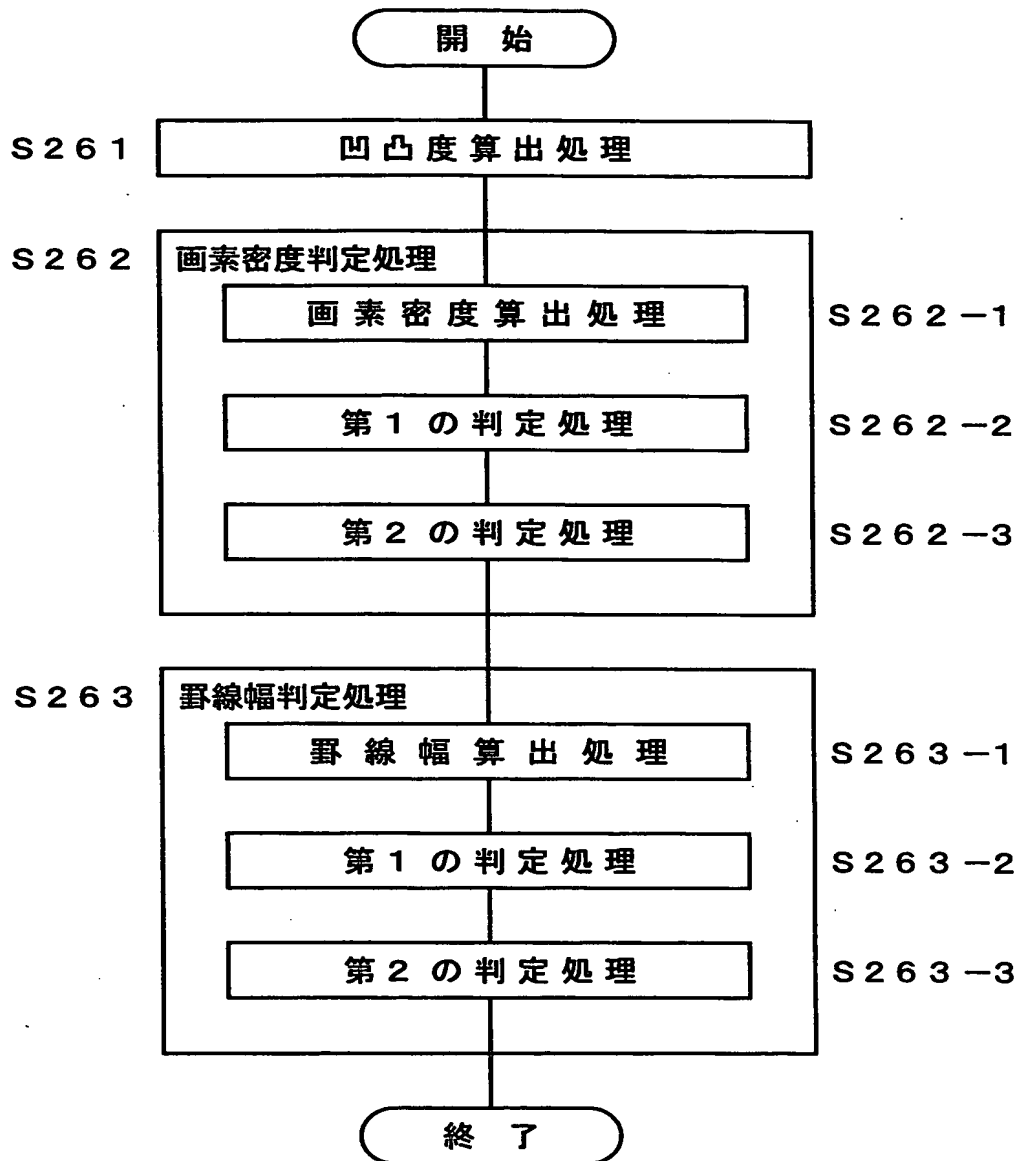 開始
S261
凹凸度算出処理
S262
画素密度判定処理
画素密度算出処理
S262-1
第1の判定処理
S262-2
第2の判定処理
S262-3
S263
罫線幅判定処理
罫線幅算出処理
S263-1
第1の判定処理
S263-2
第2の判定処理
S263-3
終了